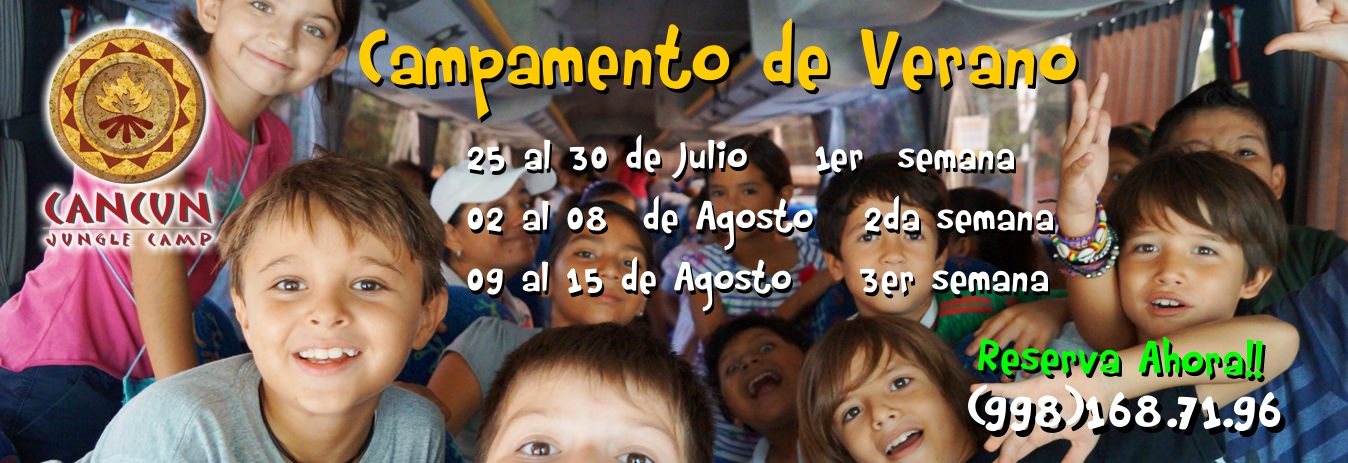 Campamento de Verano
CANCUN
JUNGLE CAMP
25 al 30 de Julio 1er semana
02 al 08 de Agosto 2da semana
09 al 15 de Agosto 3er semana
Reserva Ahora!!
(998)168.71.96